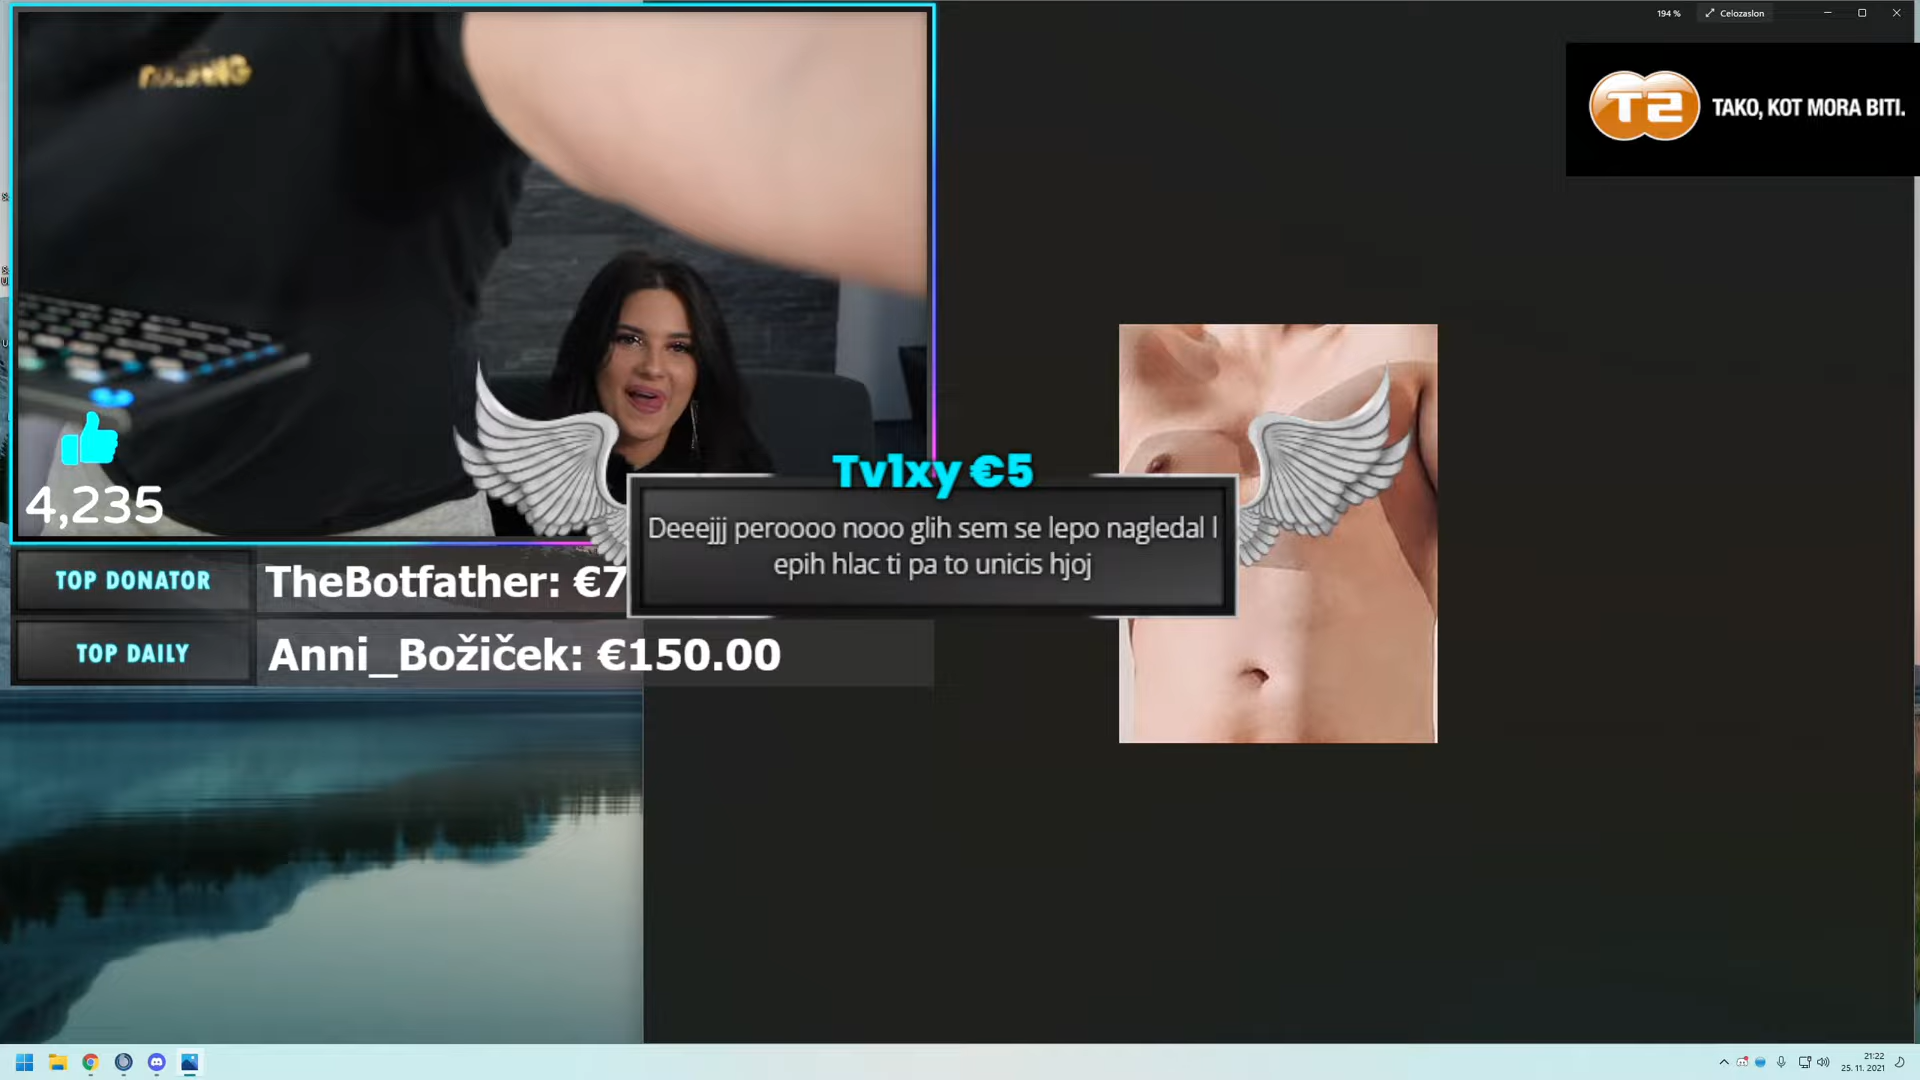 194 %
Celozaslon
T2
TAKO, KOT MORA BITI.
4,235
Tv1xy €5
Deeejjj peroooo nooo glih sem se lepo nagledal l
epih hlac ti pa to unicis hjoj
TOP DONATOR
TheBotfather: €7
TOP DAILY
Anni_Božiček: €150.00
21:22
25. 11. 2021